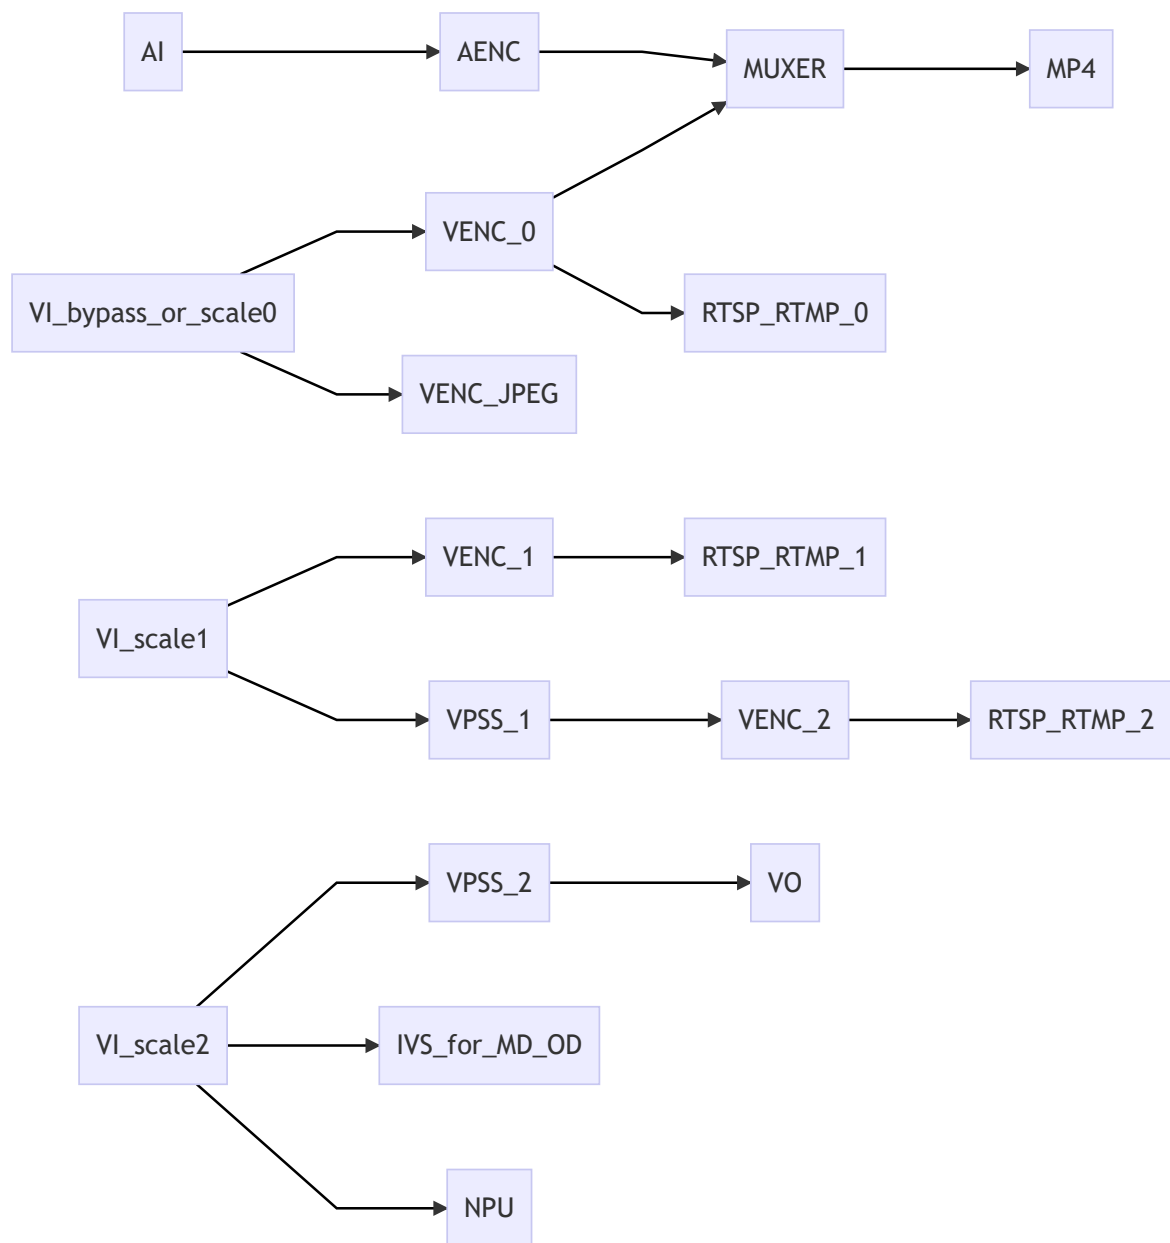 AI
AENC
MUXER
MP4
VENC_0
VI_bypass_or_scale0
RTSP_RTMP_0
VENC_JPEG
VENC_1
RTSP_RTMP_1
VI_scale1
VPSS_1
VENC_2
RTSP_RTMP_2
VPSS_2
VO
VI_scale2
IVS_for_MD_OD
NPU